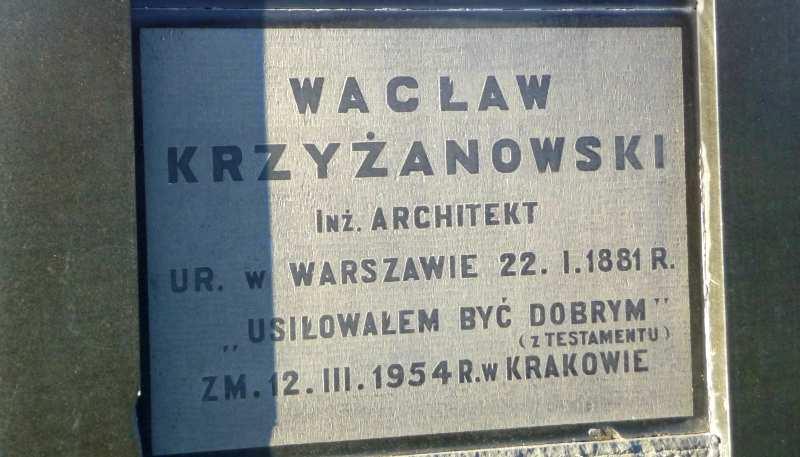 WACŁAW
KRZYŻANOWSKI
INŻ. ARCHITEKT
UR. W WARSZAWIE 22. I. 1881 R.
„USIŁOWAŁEM BYĆ DOBRYM"
(Z TESTAMENTU)
ZM. 12. III. 1954 R. W KRAKOWIE